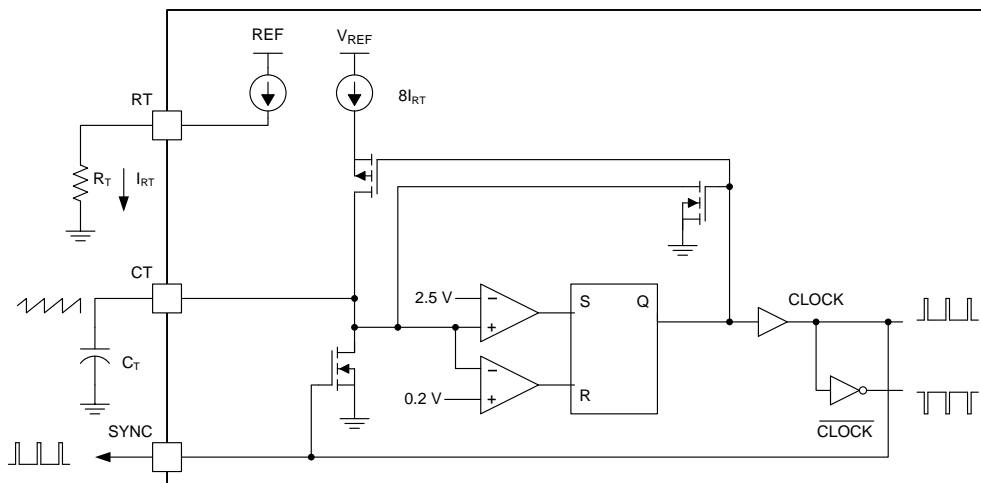 REF
V_REF
8I_RT
RT
R_T
I_RT
CT
C_T
2.5 V
0.2 V
S
Q
R
CLOCK
CLOCK
SYNC